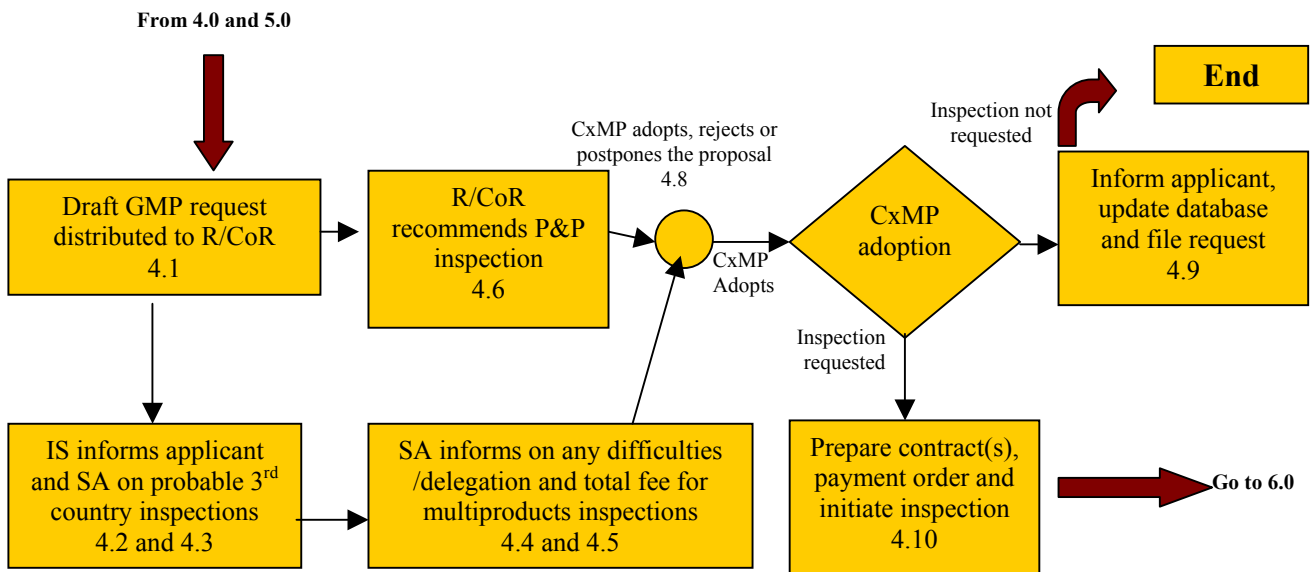 From 4.0 and 5.0
End
Inspection not
requested
CxMP adopts, rejects or
postpones the proposal
4.8
Draft GMP request
distributed to R/CoR
4.1
R/CoR
recommends P&P
inspection
4.6
CxMP
Adopts
CxMP
adoption
Inform applicant,
update database
and file request
4.9
Inspection
requested
IS informs applicant
and SA on probable 3rd
country inspections
4.2 and 4.3
SA informs on any difficulties
/delegation and total fee for
multiproducts inspections
4.4 and 4.5
Prepare contract(s),
payment order and
initiate inspection
4.10
Go to 6.0